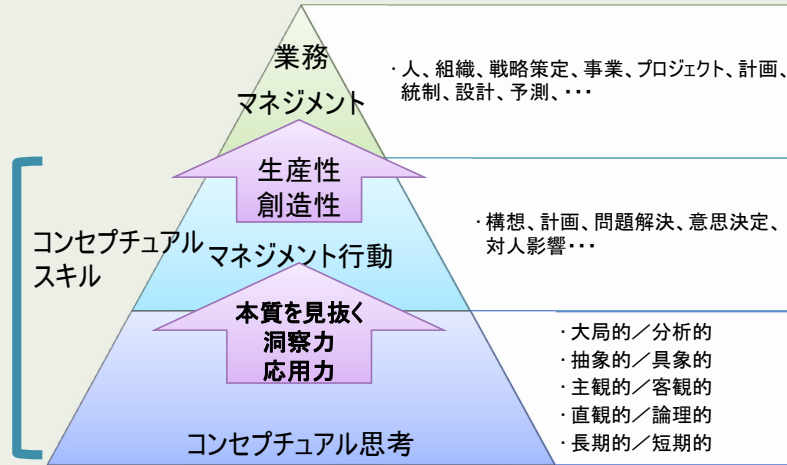 業務
マネジメント
・人、組織、戦略策定、事業、プロジェクト、計画、
統制、設計、予測、・・・
生産性
創造性
コンセプチュアル
スキル
マネジメント行動
・構想、計画、問題解決、意思決定、
対人影響・・・
本質を見抜く
洞察力
応用力
コンセプチュアル思考
・大局的／分析的
・抽象的／具象的
・主観的／客観的
・直観的／論理的
・長期的／短期的